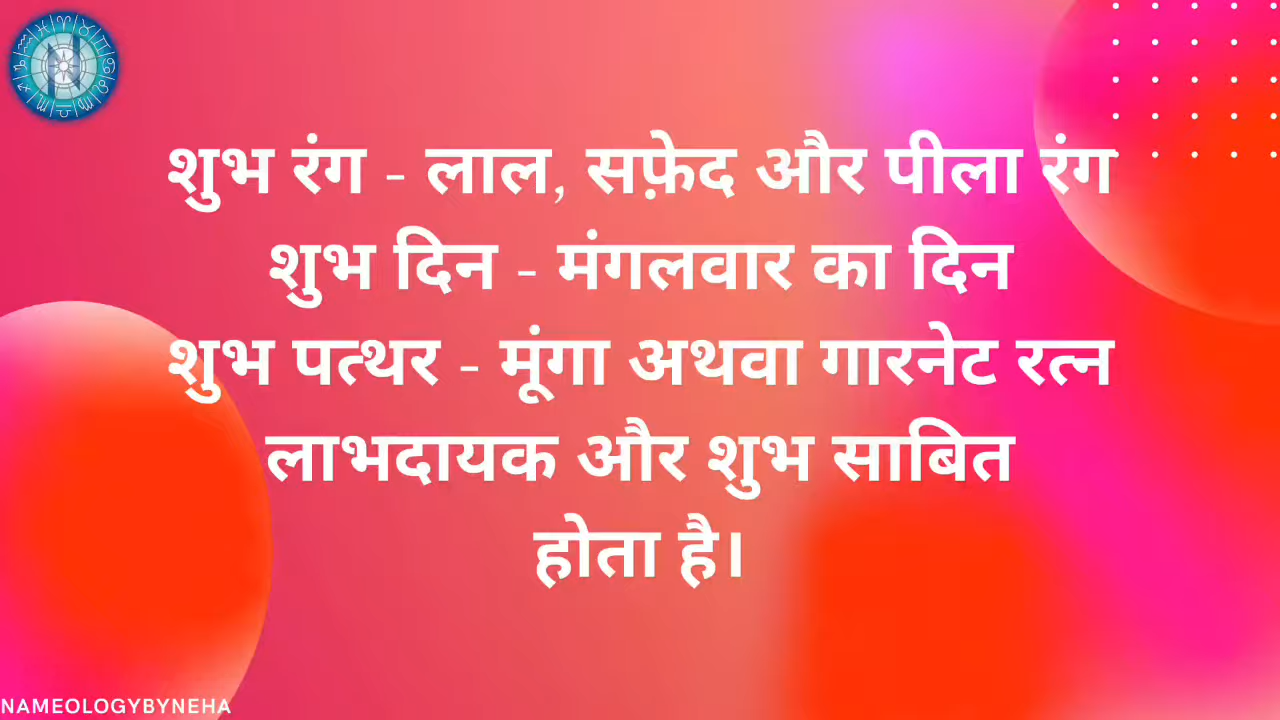 शुभ रंग - लाल, सफ़ेद और पीला रंग
शुभ दिन - मंगलवार का दिन
शुभ पत्थर - मूंगा अथवा गारनेट रत्न
लाभदायक और शुभ साबित
होता है।
NAMEOLOGYBYNEHA